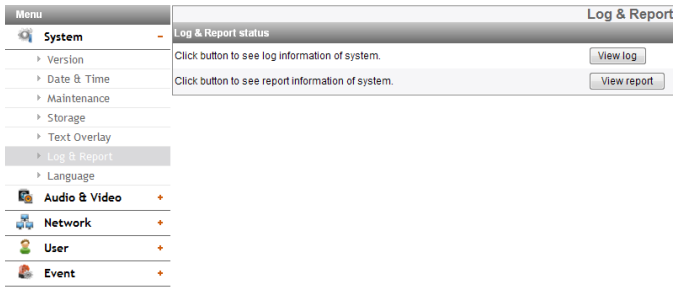 Menu
System
Version
Date & Time
Maintenance
Storage
Text Overlay
Log & Report
Language
Audio & Video
Network
User
Event
Log & Report
Log & Report status
Click button to see log information of system.
View log
Click button to see report information of system.
View report